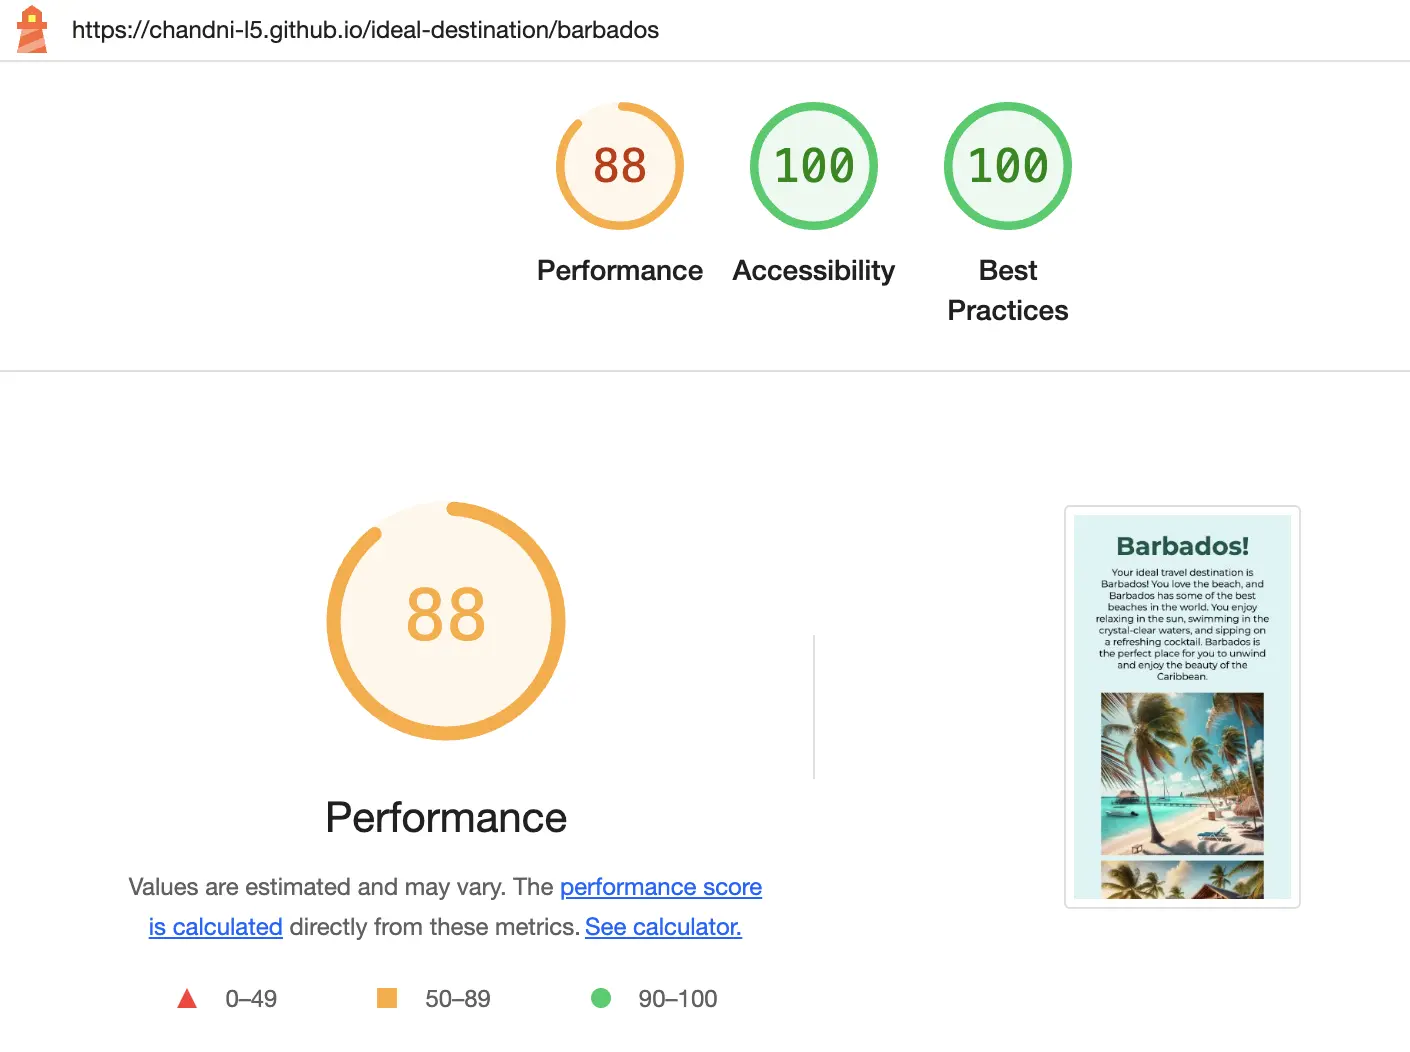 https://chandni-l5.github.io/ideal-destination/barbados
88
100
100
Performance
Accessibility
Best
Practices
88
Performance
Values are estimated and may vary. The performance score
is calculated directly from these metrics. See calculator.
0–49
50–89
90–100
Barbados!
Your ideal travel destination is
Barbados! You love the beach, and
Barbados has some of the best
beaches in the world. You enjoy
relaxing in the sun, swimming in the
crystal-clear waters, and sipping on
a refreshing cocktail. Barbados is
the perfect place for you to unwind
and enjoy the beauty of the
Caribbean.